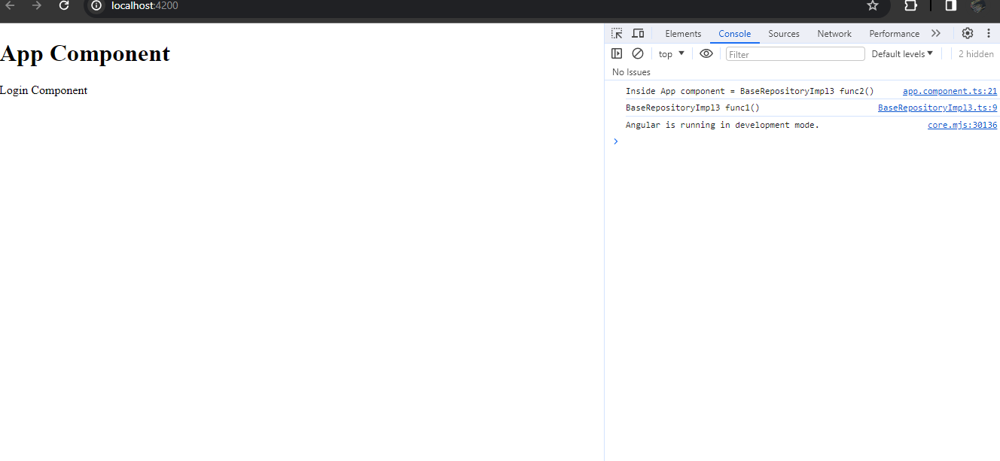 localhost:4200
App Component
Login Component
Elements Console Sources Network Performance
top Filter Default levels 2 hidden
No Issues
Inside App component = BaseRepositoryImpl3 func2() app.component.ts:21
BaseRepositoryImpl3 func1() BaseRepositoryImpl3.ts:9
Angular is running in development mode. core.mjs:30136